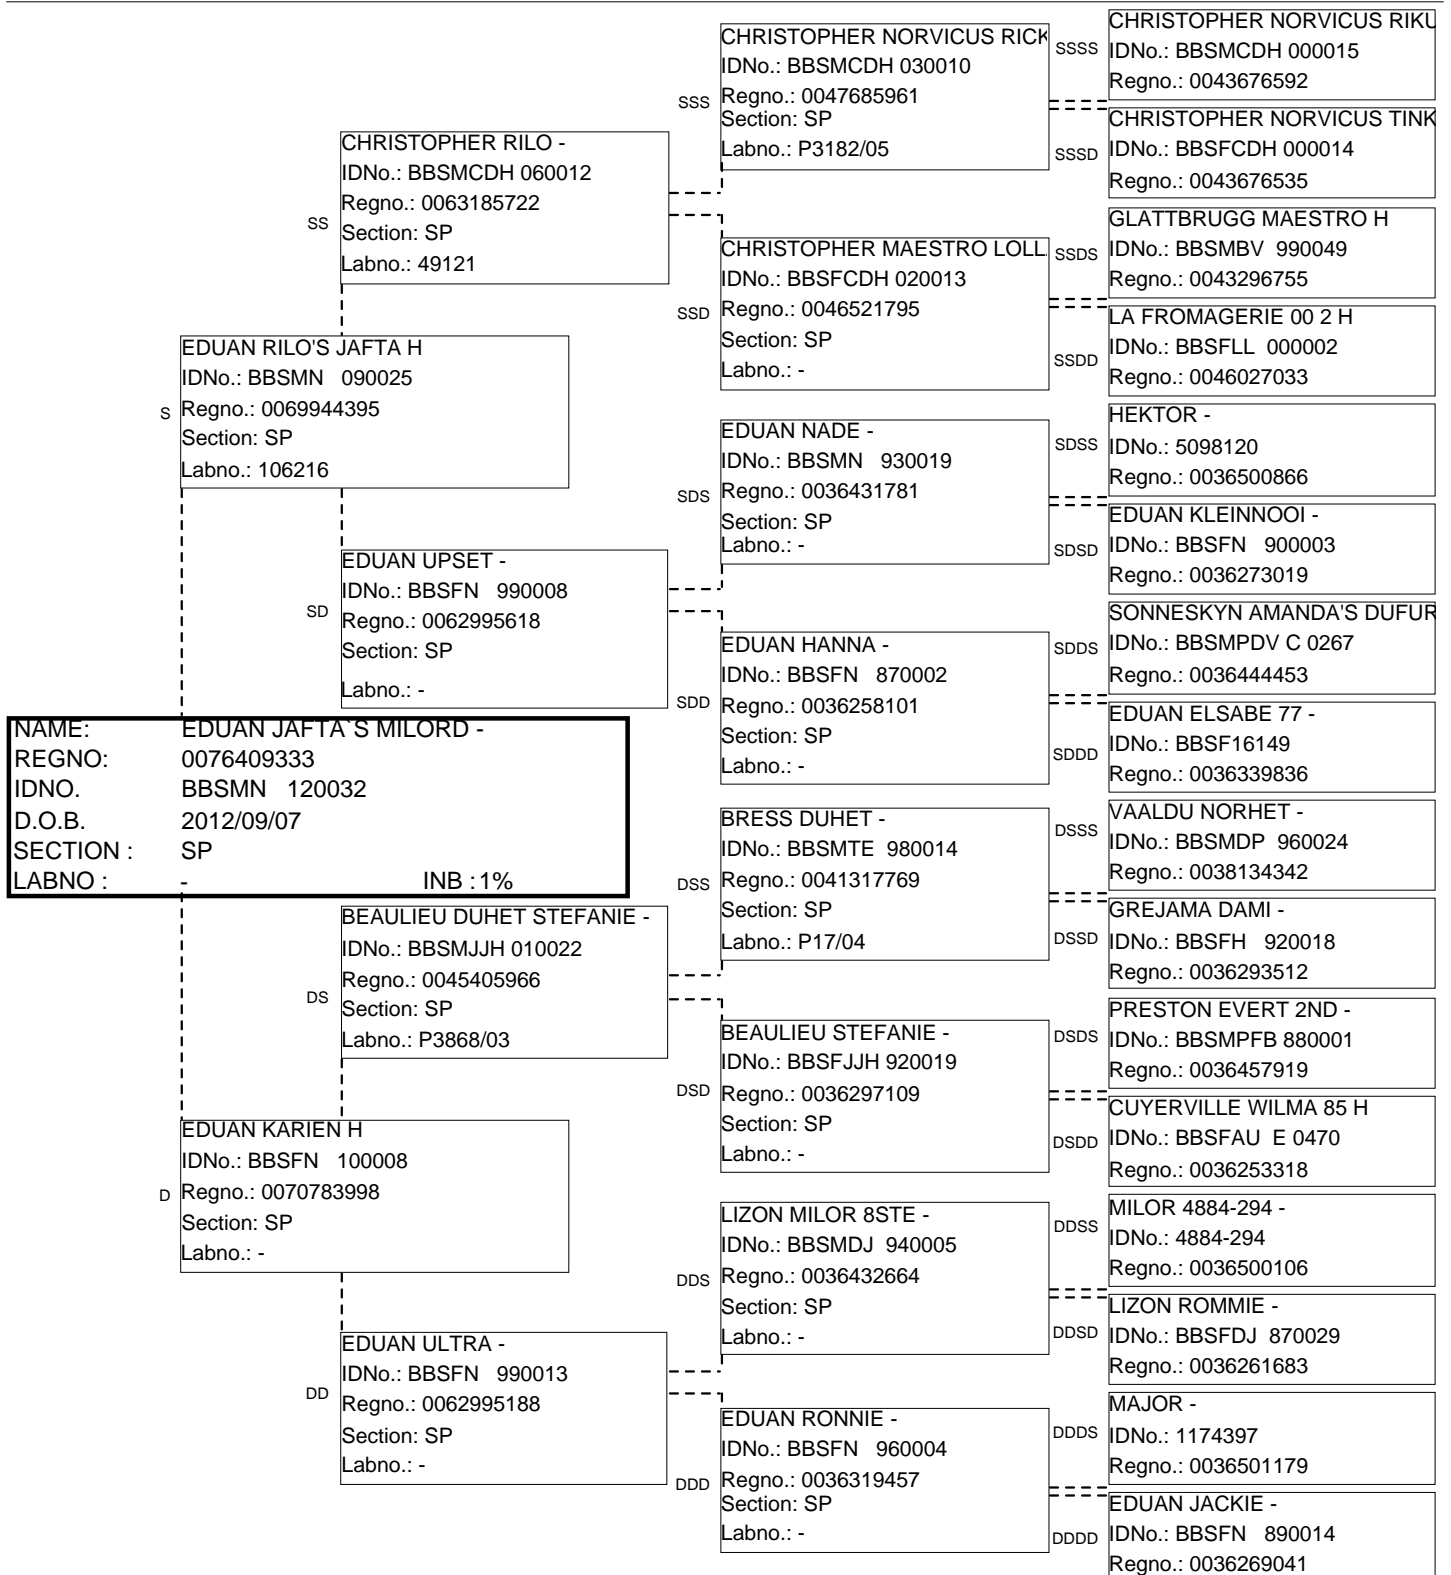 CHRISTOPHER NORVICUS RIKU
SSSS IDNo.: BBSMCDH 000015
Regno.: 0043676592
CHRISTOPHER NORVICUS RICK
IDNo.: BBSMCDH 030010
SSS Regno.: 0047685961
Section: SP
Labno.: P3182/05
CHRISTOPHER NORVICUS TINK
SSSD IDNo.: BBSFCDH 000014
Regno.: 0043676535
CHRISTOPHER RILO -
IDNo.: BBSMCDH 060012
Regno.: 0063185722
SS Section: SP
Labno.: 49121
GLATTBRUGG MAESTRO H
SSDS IDNo.: BBSMBV 990049
Regno.: 0043296755
CHRISTOPHER MAESTRO LOLL
IDNo.: BBSFCDH 020013
SSD Regno.: 0046521795
Section: SP
Labno.: -
LA FROMAGERIE 00 2 H
SSDD IDNo.: BBSFLL 000002
Regno.: 0046027033
EDUAN RILO'S JAFTA H
IDNo.: BBSMN 090025
S Regno.: 0069944395
Section: SP
Labno.: 106216
HEKTOR -
SDSS IDNo.: 5098120
Regno.: 0036500866
EDUAN NADE -
IDNo.: BBSMN 930019
SDS Regno.: 0036431781
Section: SP
Labno.: -
EDUAN KLEINNOOI -
SDSD IDNo.: BBSFN 900003
Regno.: 0036273019
EDUAN UPSET -
IDNo.: BBSFN 990008
SD Regno.: 0062995618
Section: SP
Labno.: -
SONNESKYN AMANDA'S DUFUR
SDDS IDNo.: BBSMPDV C 0267
Regno.: 0036444453
EDUAN HANNA -
IDNo.: BBSFN 870002
SDD Regno.: 0036258101
Section: SP
Labno.: -
EDUAN ELSABE 77 -
SDDD IDNo.: BBSF16149
Regno.: 0036339836
NAME: EDUAN JAFTA`S MILORD -
REGNO: 0076409333
IDNO. BBSMN 120032
D.O.B. 2012/09/07
SECTION : SP
LABNO : - INB : 1%
VAALDU NORHET -
DSSS IDNo.: BBSMDP 960024
Regno.: 0038134342
BRESS DUHET -
IDNo.: BBSMTE 980014
DSS Regno.: 0041317769
Section: SP
Labno.: P17/04
GREJAMA DAMI -
DSSD IDNo.: BBSFH 920018
Regno.: 0036293512
BEAULIEU DUHET STEFANIE -
IDNo.: BBSMJJH 010022
Regno.: 0045405966
DS Section: SP
Labno.: P3868/03
PRESTON EVERT 2ND -
DSDS IDNo.: BBSMPFB 880001
Regno.: 0036457919
BEAULIEU STEFANIE -
IDNo.: BBSFJJH 920019
DSD Regno.: 0036297109
Section: SP
Labno.: -
CUYERVILLE WILMA 85 H
DSDD IDNo.: BBSFAU E 0470
Regno.: 0036253318
EDUAN KARIEN H
IDNo.: BBSFN 100008
D Regno.: 0070783998
Section: SP
Labno.: -
MILOR 4884-294 -
DDSS IDNo.: 4884-294
Regno.: 0036500106
LIZON MILOR 8STE -
IDNo.: BBSMDJ 940005
DDS Regno.: 0036432664
Section: SP
Labno.: -
LIZON ROMMIE -
DDSD IDNo.: BBSFDJ 870029
Regno.: 0036261683
EDUAN ULTRA -
IDNo.: BBSFN 990013
DD Regno.: 0062995188
Section: SP
Labno.: -
MAJOR -
DDDS IDNo.: 1174397
Regno.: 0036501179
EDUAN RONNIE -
IDNo.: BBSFN 960004
DDD Regno.: 0036319457
Section: SP
Labno.: -
EDUAN JACKIE -
DDDD IDNo.: BBSFN 890014
Regno.: 0036269041